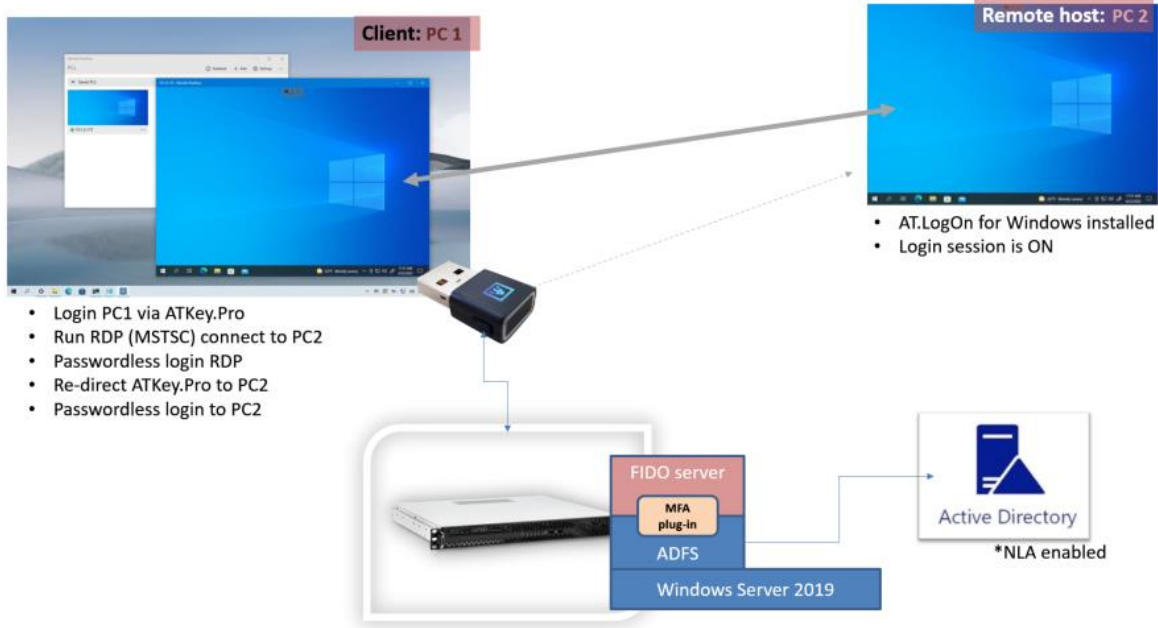 Client: PC 1
Remote host: PC 2
• AT.LogOn for Windows installed
• Login session is ON
• Login PC1 via ATKey.Pro
• Run RDP (MSTSC) connect to PC2
• Passwordless login RDP
• Re-direct ATKey.Pro to PC2
• Passwordless login to PC2
FIDO server
MFA
plug-in
ADFS
Windows Server 2019
Active Directory
*NLA enabled